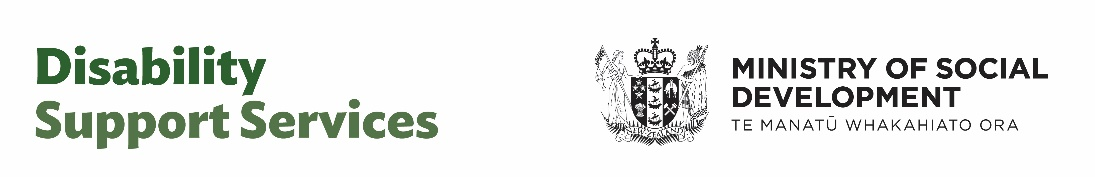 Disability
Support Services
MINISTRY OF SOCIAL
DEVELOPMENT
TE MANATŪ WHAKAHIATO ORA